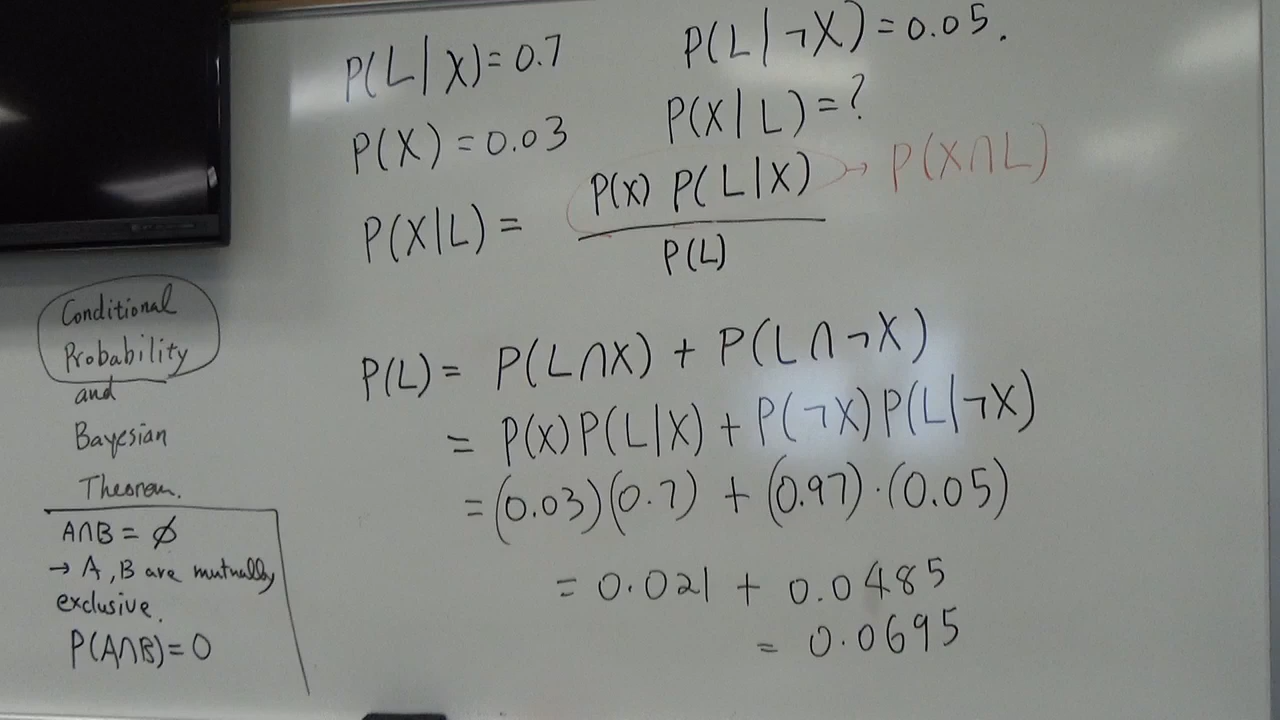 P(L|X)=0.7
P(L|¬X)=0.05.
P(X)=0.03
P(X|L)=?
P(X|L)= P(X) P(L|X) → P(X∩L)
P(L)
P(L)= P(L∩X) + P(L∩¬X)
= P(X)P(L|X) + P(¬X)P(L|¬X)
=(0.03)(0.7) + (0.97)·(0.05)
= 0.021 + 0.0485
= 0.0695
Conditional
Probability
and
Bayesian
Theorem.
A∩B = ∅
→ A, B are mutually
exclusive.
P(A∩B)=0